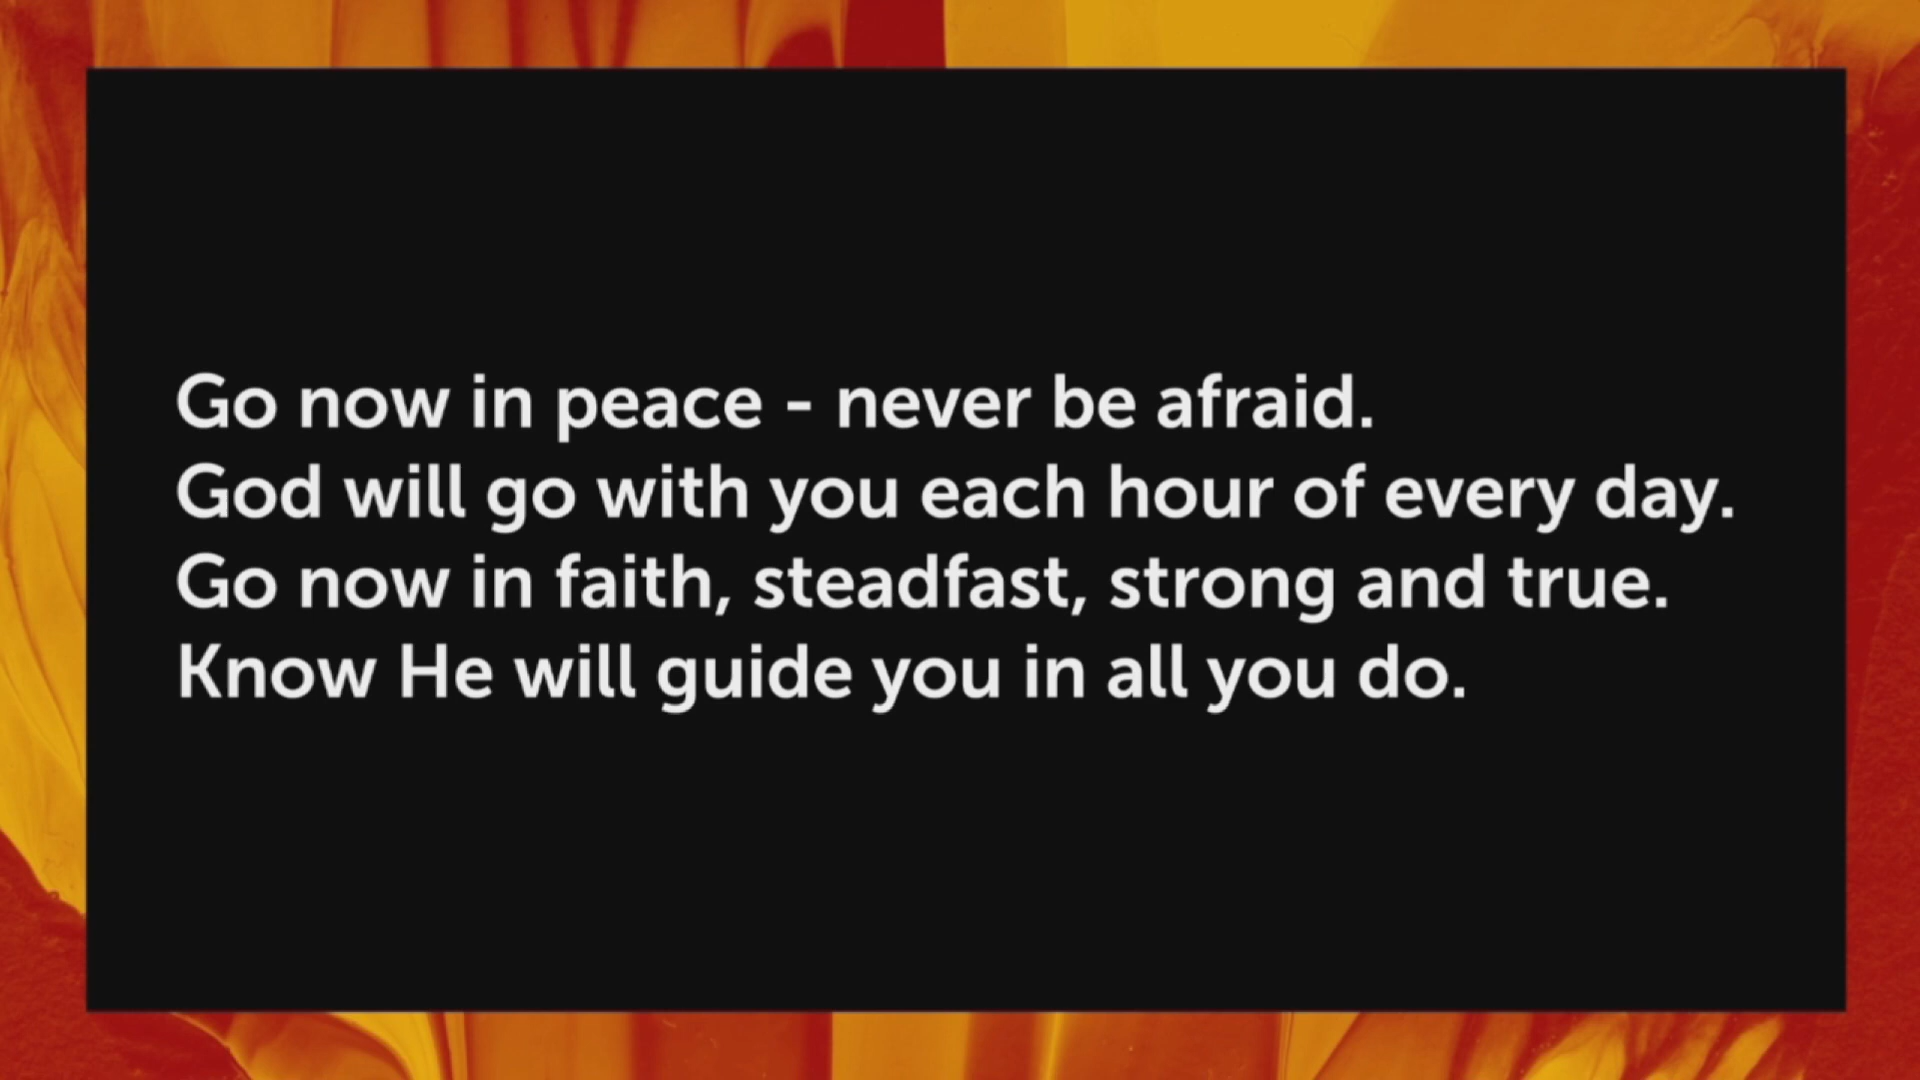 Go now in peace - never be afraid.
God will go with you each hour of every day.
Go now in faith, steadfast, strong and true.
Know He will guide you in all you do.